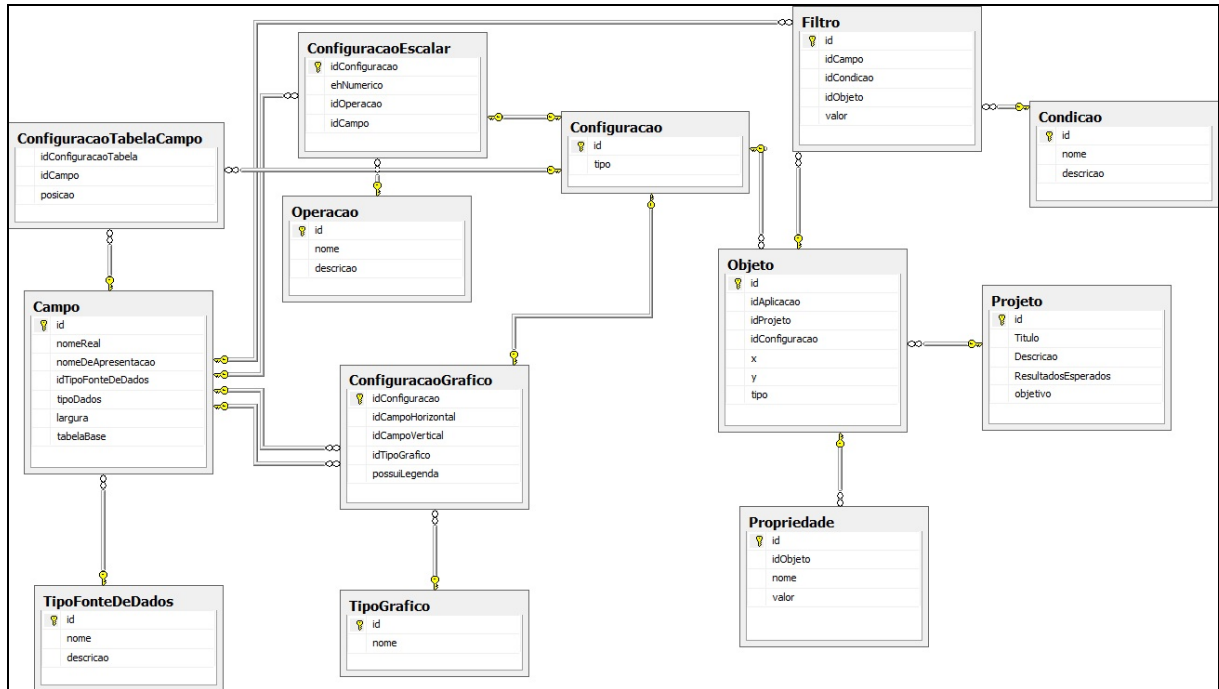 Filtro
id
idCampo
idCondicao
idObjeto
valor
ConfiguracaoEscalar
idConfiguracao
ehNumerico
idOperacao
idCampo
Condicao
id
nome
descricao
Configuracao
id
tipo
ConfiguracaoTabelaCampo
idConfiguracaoTabela
idCampo
posicao
Operacao
id
nome
descricao
Objeto
id
idAplicacao
idProjeto
idConfiguracao
x
y
tipo
Projeto
id
Titulo
Descricao
ResultadosEsperados
objetivo
Campo
id
nomeReal
nomeDeApresentacao
idTipoFonteDeDados
tipoDados
largura
tabelaBase
ConfiguracaoGrafico
idConfiguracao
idCampoHorizontal
idCampoVertical
idTipoGrafico
possuiLegenda
Propriedade
id
idObjeto
nome
valor
TipoFonteDeDados
id
nome
descricao
TipoGrafico
id
nome